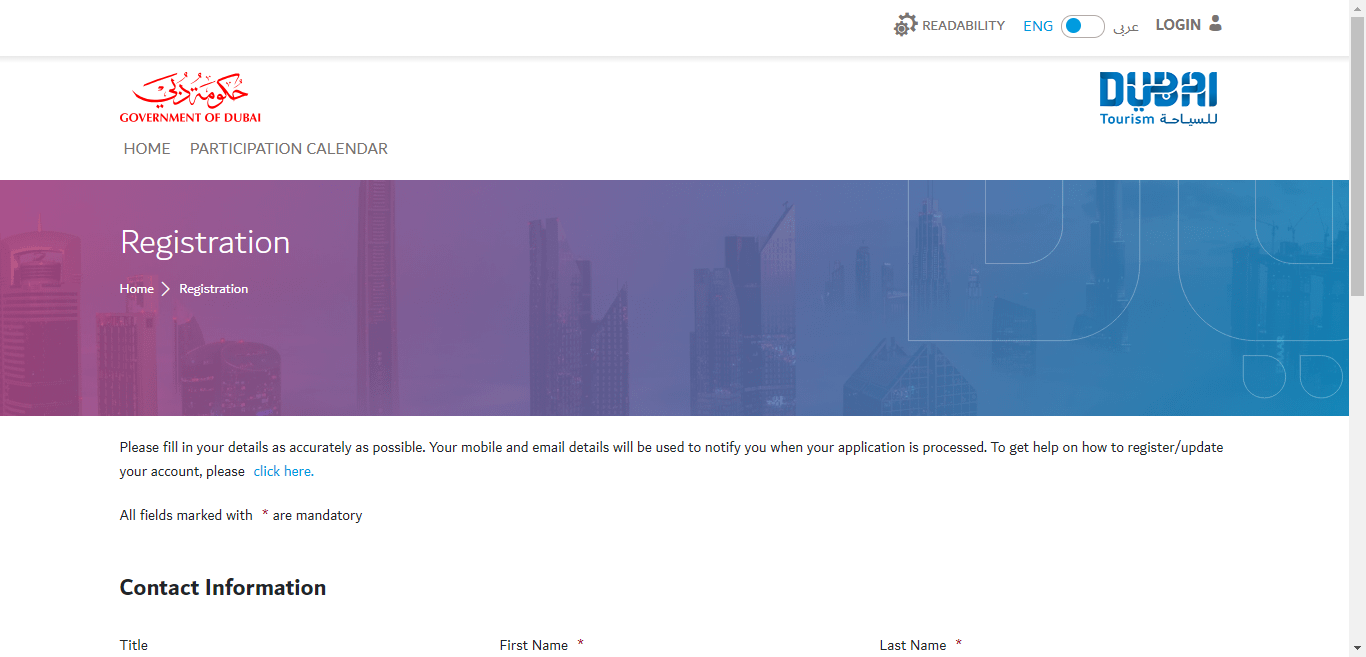 READABILITY ENG عربي LOGIN
حكومة دبي
GOVERNMENT OF DUBAI
DUBAI
Tourism للسياحة
HOME PARTICIPATION CALENDAR
Registration
Home Registration
Please fill in your details as accurately as possible. Your mobile and email details will be used to notify you when your application is processed. To get help on how to register/update
your account, please click here.
All fields marked with * are mandatory
Contact Information
Title First Name * Last Name *